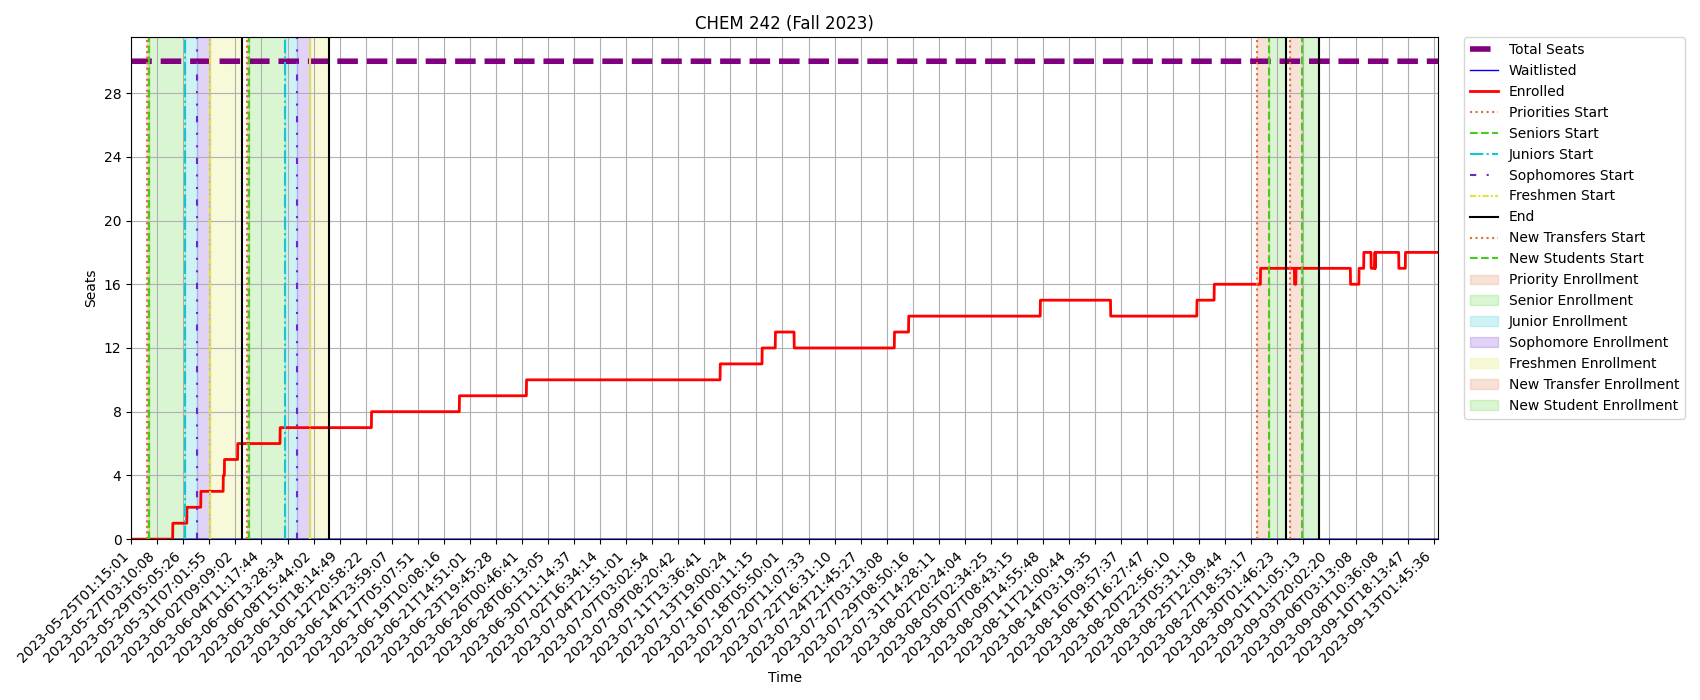 CHEM 242 (Fall 2023)
Seats
28
24
20
16
12
8
4
0
2023-05-25T01:15:01
2023-05-27T03:10:08
2023-05-29T05:05:26
2023-05-31T07:01:55
2023-06-02T09:09:02
2023-06-04T11:17:44
2023-06-06T13:28:34
2023-06-08T15:44:02
2023-06-10T18:14:49
2023-06-12T20:58:22
2023-06-14T23:59:07
2023-06-17T05:07:51
2023-06-19T10:08:16
2023-06-21T14:51:01
2023-06-23T19:45:28
2023-06-26T00:46:41
2023-06-28T06:13:05
2023-06-30T11:14:37
2023-07-02T16:34:14
2023-07-04T21:51:01
2023-07-07T03:02:54
2023-07-09T08:20:42
2023-07-11T13:36:41
2023-07-13T19:00:24
2023-07-16T00:11:15
2023-07-18T05:50:01
2023-07-20T11:07:33
2023-07-22T16:31:10
2023-07-24T21:45:27
2023-07-27T03:13:08
2023-07-29T08:50:16
2023-07-31T14:28:11
2023-08-02T20:24:04
2023-08-05T02:34:25
2023-08-07T08:43:15
2023-08-09T14:55:48
2023-08-11T21:00:44
2023-08-14T03:19:35
2023-08-16T09:57:37
2023-08-18T16:27:47
2023-08-20T22:56:10
2023-08-23T05:31:18
2023-08-25T12:09:44
2023-08-27T18:53:17
2023-08-30T01:46:23
2023-09-01T11:05:13
2023-09-03T20:02:20
2023-09-06T03:13:08
2023-09-08T10:36:08
2023-09-10T18:13:47
2023-09-13T01:45:36
Time
Total Seats
Waitlisted
Enrolled
Priorities Start
Seniors Start
Juniors Start
Sophomores Start
Freshmen Start
End
New Transfers Start
New Students Start
Priority Enrollment
Senior Enrollment
Junior Enrollment
Sophomore Enrollment
Freshmen Enrollment
New Transfer Enrollment
New Student Enrollment